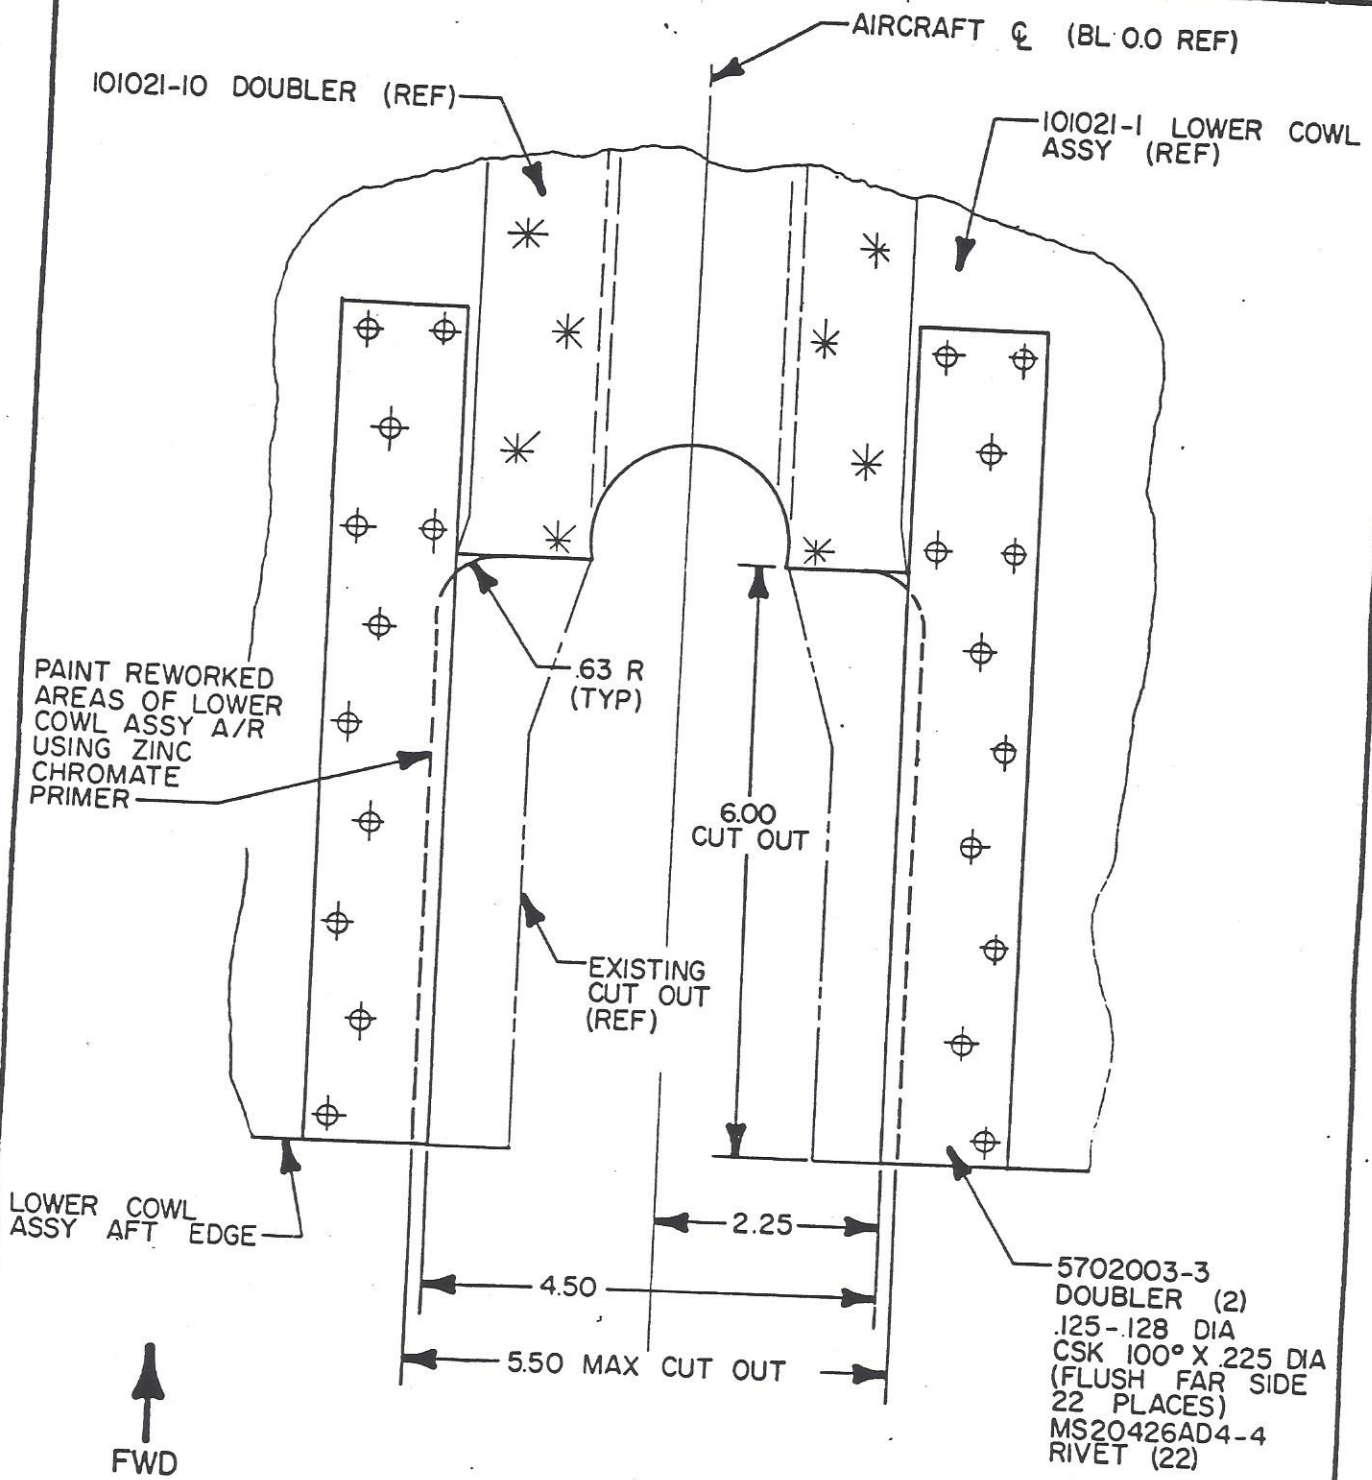 AIRCRAFT ℄ (BL 0.0 REF)
101021-10 DOUBLER (REF)
101021-1 LOWER COWL
ASSY (REF)
.63 R
(TYP)
PAINT REWORKED
AREAS OF LOWER
COWL ASSY A/R
USING ZINC
CHROMATE
PRIMER
6.00
CUT OUT
EXISTING
CUT OUT
(REF)
LOWER COWL
ASSY AFT EDGE
2.25
4.50
5.50 MAX CUT OUT
5702003-3
DOUBLER (2)
.125-.128 DIA
CSK 100° X .225 DIA
(FLUSH FAR SIDE
22 PLACES)
MS20426AD4-4
RIVET (22)
FWD